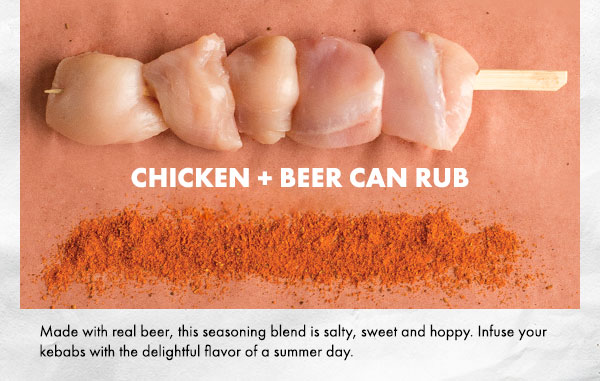 CHICKEN + BEER CAN RUB
Made with real beer, this seasoning blend is salty, sweet and hoppy. Infuse your
kebabs with the delightful flavor of a summer day.